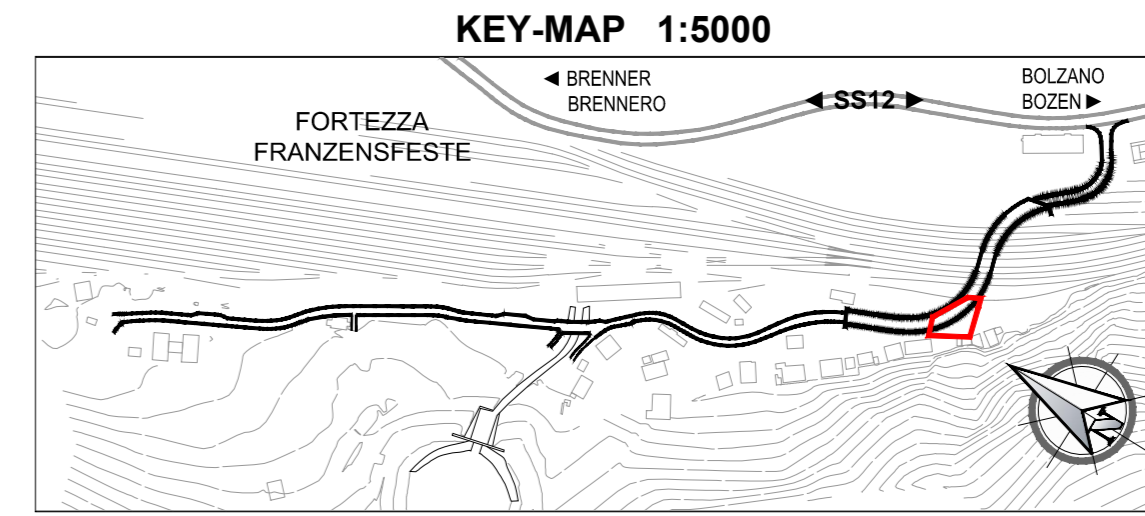 KEY-MAP 1:5000
◄ BRENNER
BRENNERO
◄ SS12 ►
BOLZANO
BOZEN ►
FORTEZZA
FRANZENSFESTE
N